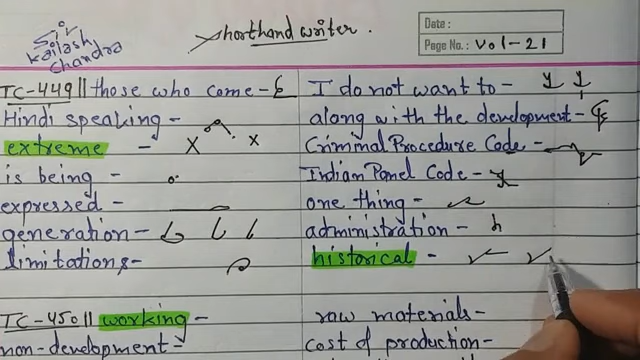 Sir
Kailash
Chandra
Shorthand writer.
Date :
Page No. : Vol-21
TC-449|| those who come -
Hindi speaking -
extreme -
is being -
expressed -
generation -
limitations -
I do not want to -
along with the development -
Criminal Procedure Code -
Indian Panel Code -
one thing -
administration -
historical -
TC-450|| working -
non-development -
raw materials -
cost of production -